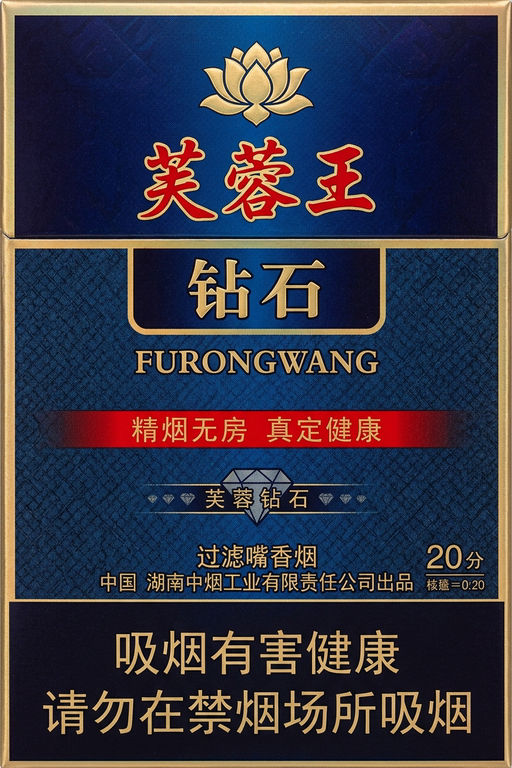 芙蓉王
钻石
FURONGWANG
精烟无房 真定健康
芙蓉钻石
过滤嘴香烟
中国 湖南中烟工业有限责任公司出品
20分
=0:20
吸烟有害健康
请勿在禁烟场所吸烟